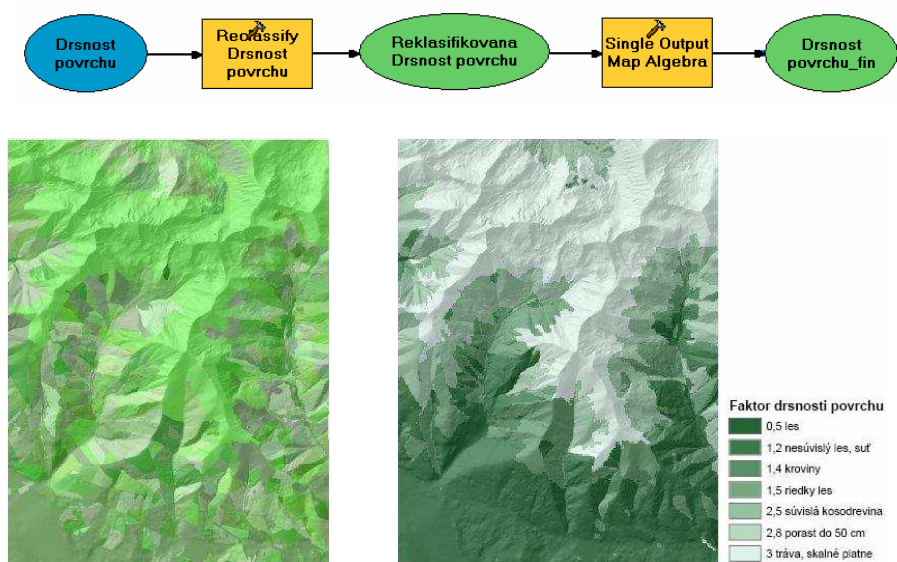 Drsnost
povrchu
Reclassify
Drsnost
povrchu
Reklasifikovana
Drsnost povrchu
Single Output
Map Algebra
Drsnost
povrchu_fin
Faktor drsnosti povrchu
0,5 les
1,2 nesúvislý les, suť
1,4 kroviny
1,5 riedky les
2,5 súvislá kosodrevina
2,8 porast do 50 cm
3 tráva, skalné platne